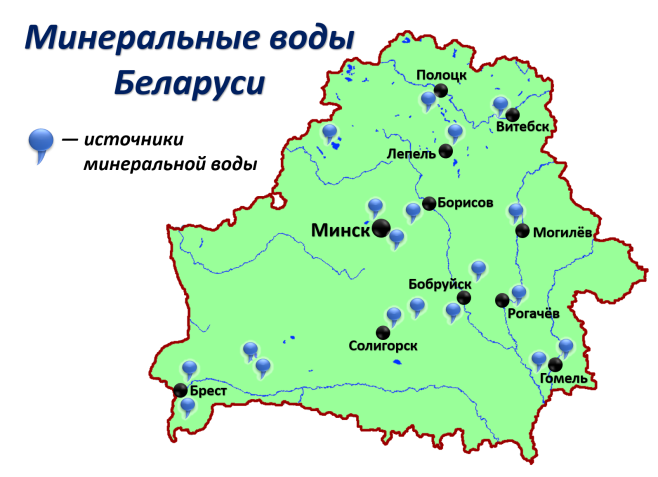 Минеральные воды
Беларуси
— источники
минеральной воды
Полоцк
Витебск
Лепель
Борисов
Минск
Могилёв
Бобруйск
Рогачёв
Солигорск
Гомель
Брест